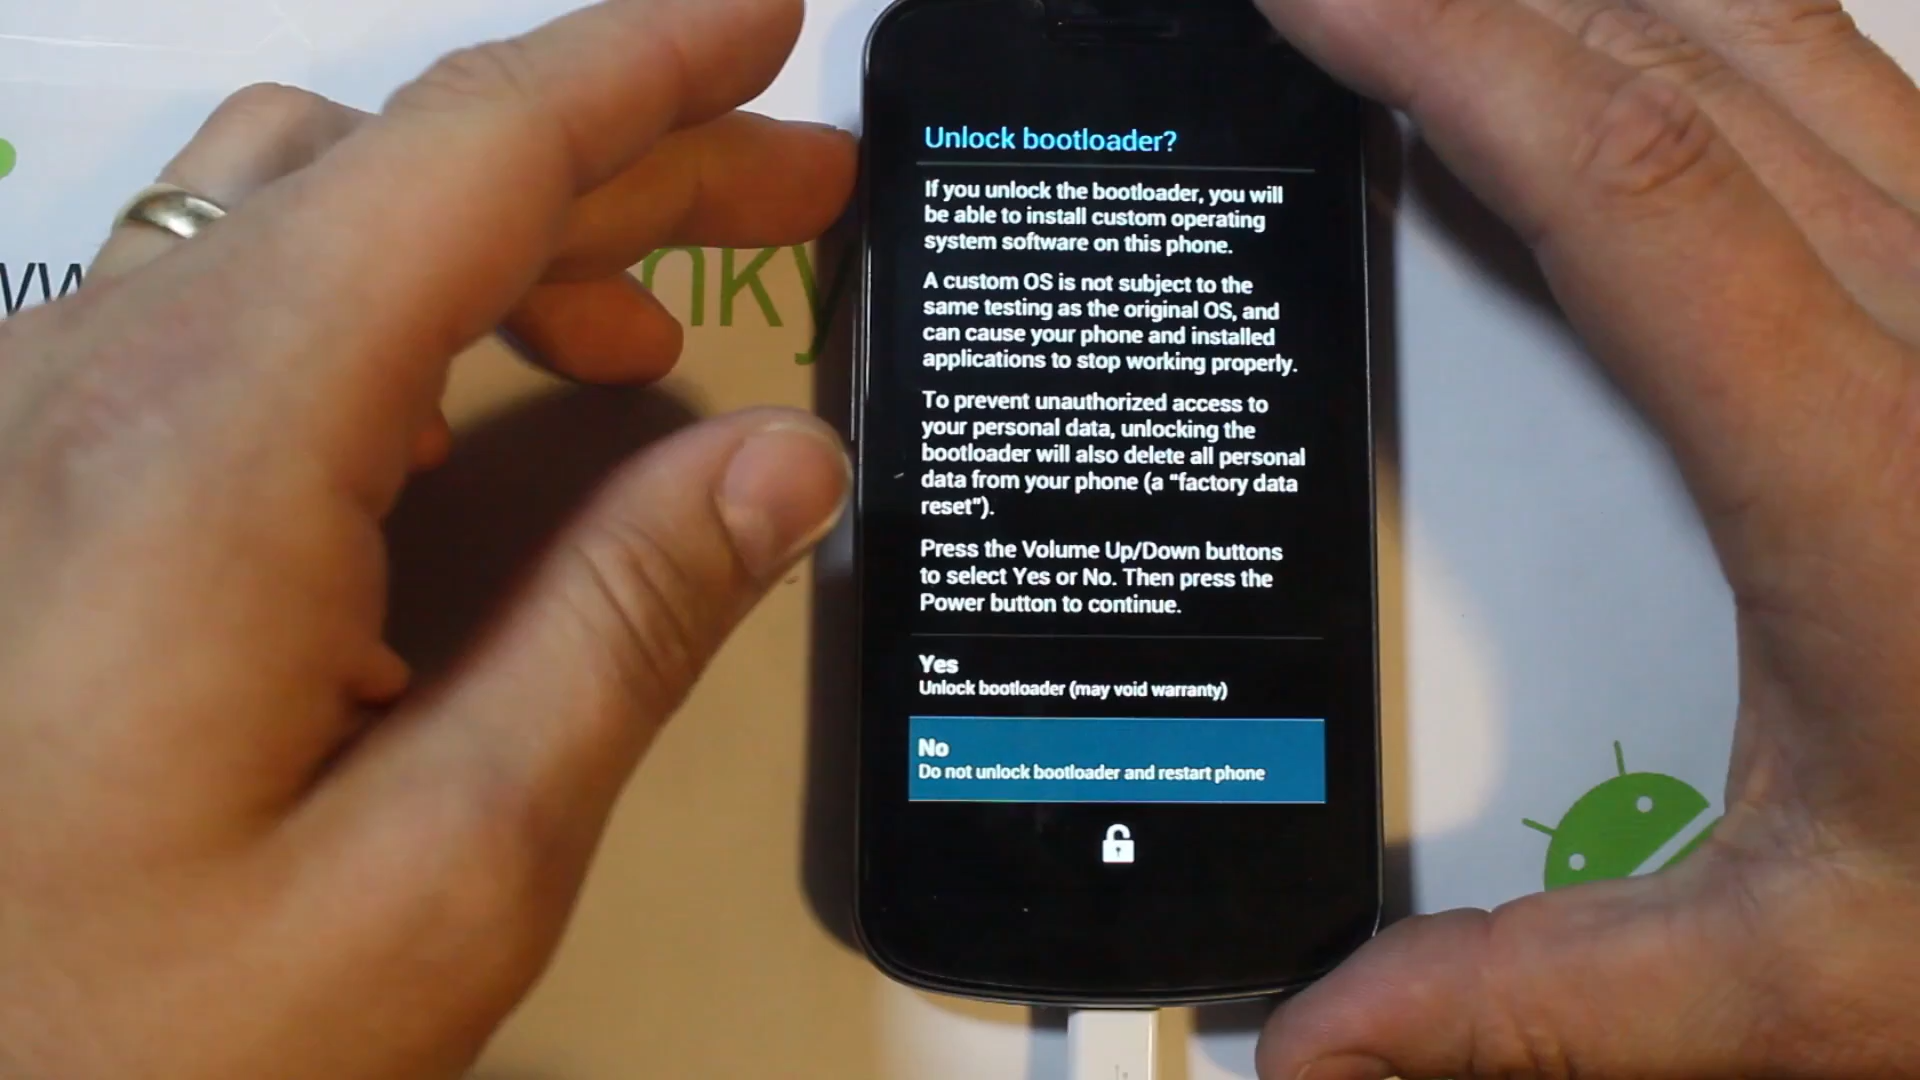 Unlock bootloader?
If you unlock the bootloader, you will
be able to install custom operating
system software on this phone.
A custom OS is not subject to the
same testing as the original OS, and
can cause your phone and installed
applications to stop working properly.
To prevent unauthorized access to
your personal data, unlocking the
bootloader will also delete all personal
data from your phone (a "factory data
reset").
Press the Volume Up/Down buttons
to select Yes or No. Then press the
Power button to continue.
Yes
Unlock bootloader (may void warranty)
No
Do not unlock bootloader and restart phone